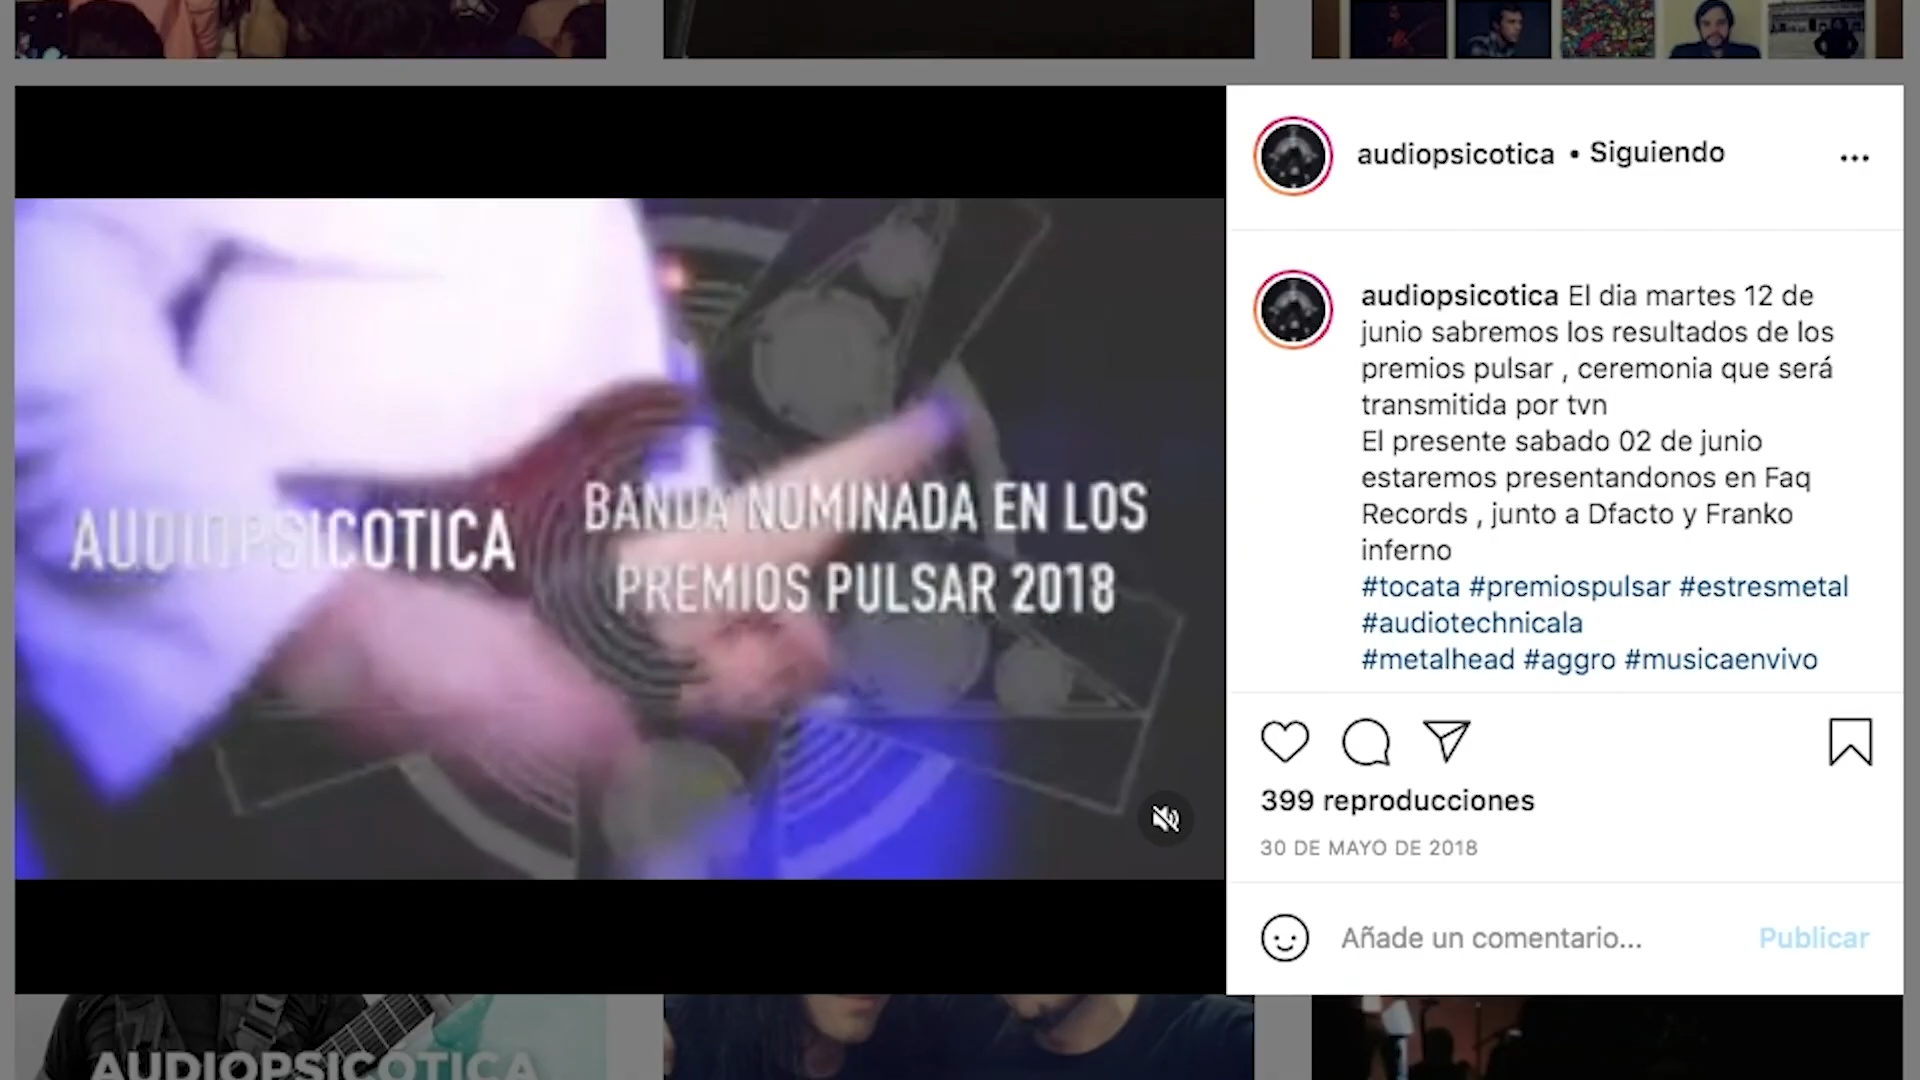 AUDIOPSICOTICA
BANDA NOMINADA EN LOS
PREMIOS PULSAR 2018
audiopsicotica • Siguiendo
audiopsicotica El dia martes 12 de
junio sabremos los resultados de los
premios pulsar , ceremonia que será
transmitida por tvn
El presente sabado 02 de junio
estaremos presentandonos en Faq
Records , junto a Dfacto y Franko
inferno
#tocata #premiospulsar #estresmetal
#audiotechnicala
#metalhead #aggro #musicaenvivo
399 reproducciones
30 DE MAYO DE 2018
Añade un comentario...
Publicar
AUDIOPSICÓTICA